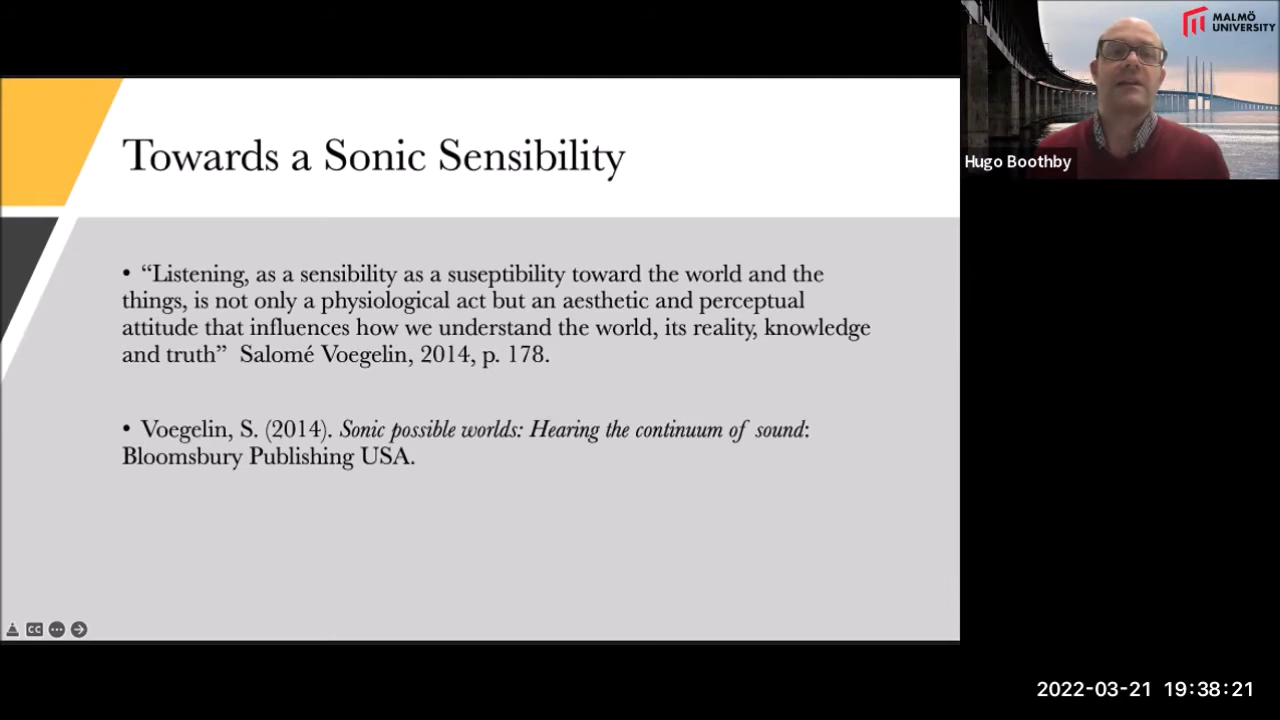 Towards a Sonic Sensibility
• “Listening, as a sensibility as a suseptibility toward the world and the
things, is not only a physiological act but an aesthetic and perceptual
attitude that influences how we understand the world, its reality, knowledge
and truth” Salomé Voegelin, 2014, p. 178.
• Voegelin, S. (2014). Sonic possible worlds: Hearing the continuum of sound:
Bloomsbury Publishing USA.
CC
MALMÖ
UNIVERSITY
Hugo Boothby
2022-03-21 19:38:21